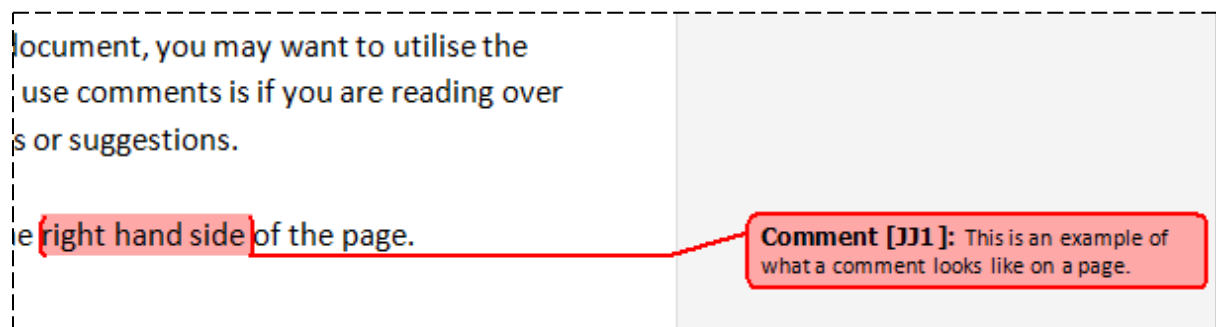 document, you may want to utilise the
use comments is if you are reading over
s or suggestions.
e right hand side of the page.
Comment [JJ1]: This is an example of
what a comment looks like on a page.